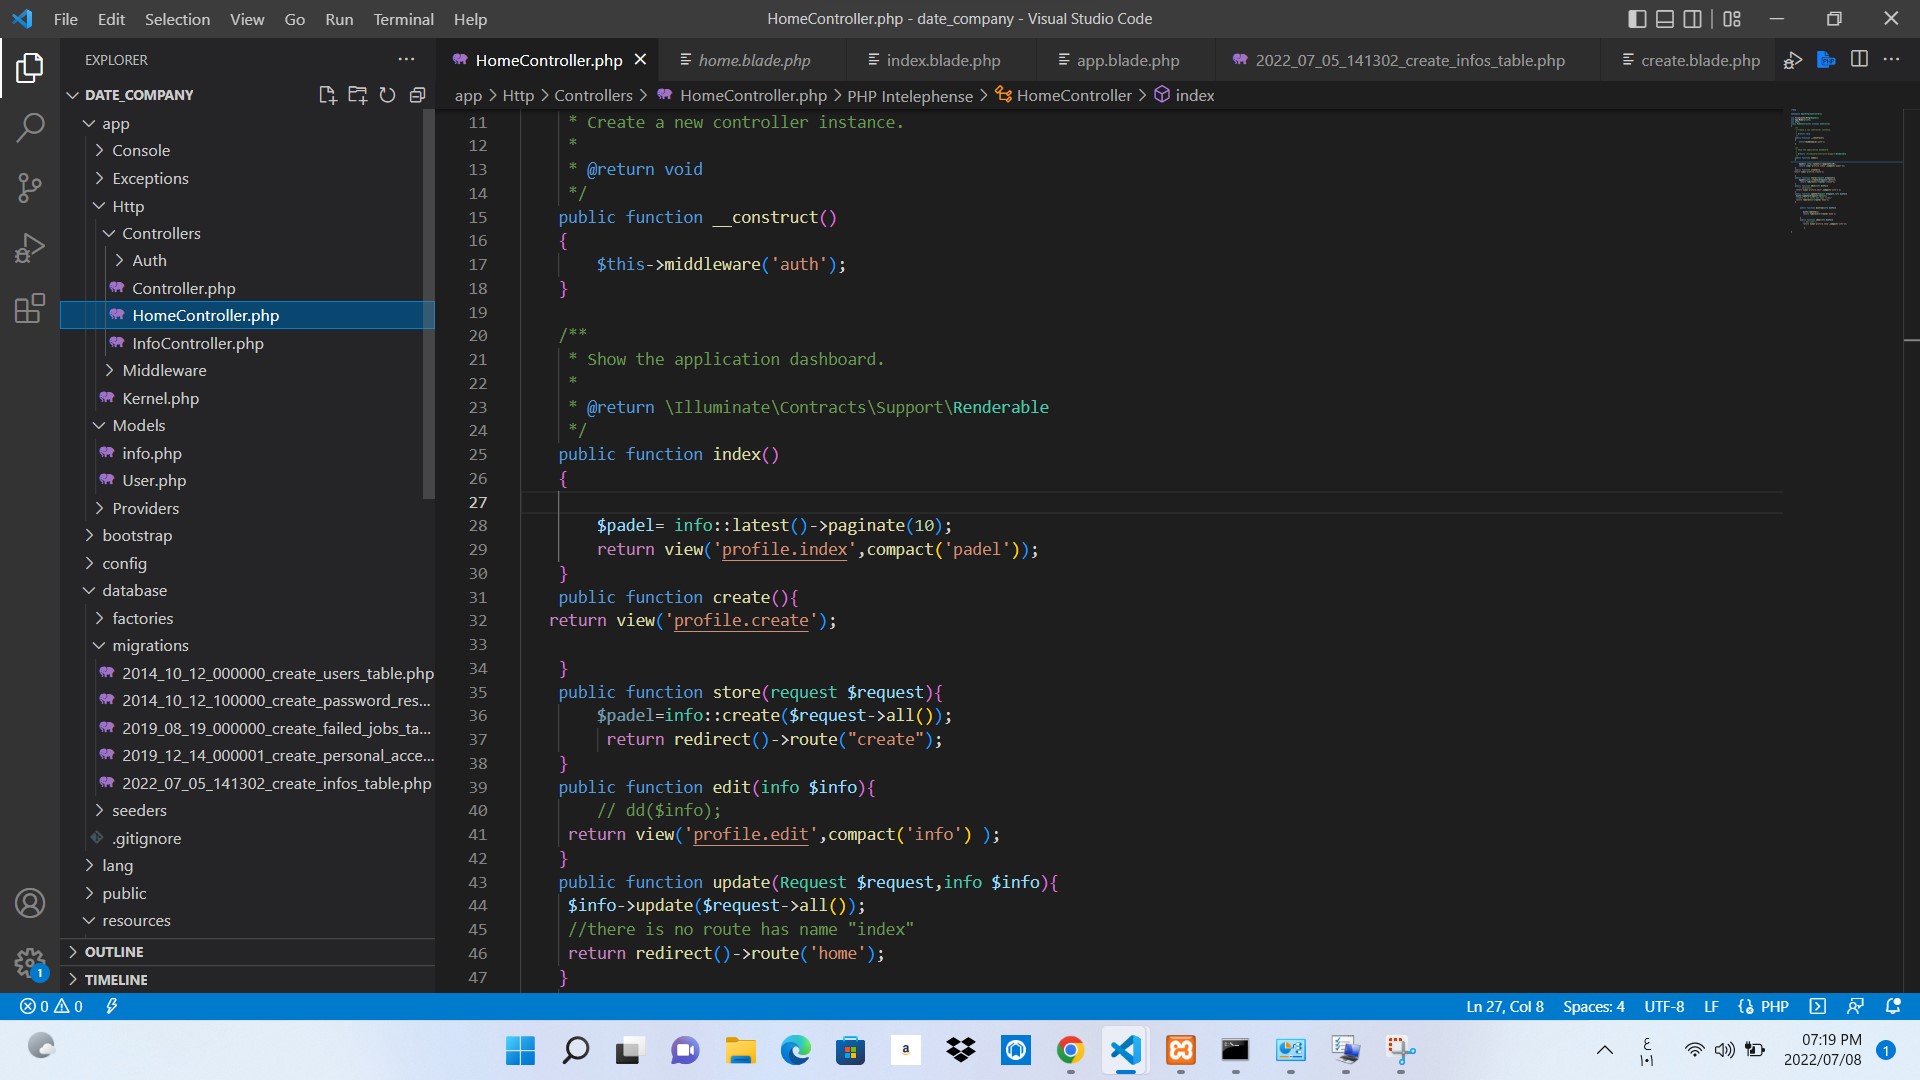 File Edit Selection View Go Run Terminal Help
HomeController.php - date_company - Visual Studio Code
EXPLORER
HomeController.php
home.blade.php
index.blade.php
app.blade.php
2022_07_05_141302_create_infos_table.php
create.blade.php
DATE_COMPANY
app > Http > Controllers > HomeController.php > PHP Intelephense > HomeController > index
app
Console
Exceptions
Http
Controllers
Auth
Controller.php
HomeController.php
InfoController.php
Middleware
Kernel.php
Models
info.php
User.php
Providers
bootstrap
config
database
factories
migrations
2014_10_12_000000_create_users_table.php
2014_10_12_100000_create_password_res...
2019_08_19_000000_create_failed_jobs_ta...
2019_12_14_000001_create_personal_acce...
2022_07_05_141302_create_infos_table.php
seeders
.gitignore
lang
public
resources
OUTLINE
TIMELINE
11 * Create a new controller instance.
12 *
13 * @return void
14 */
15 public function __construct()
16 {
17 $this->middleware('auth');
18 }
19
20 /**
21 * Show the application dashboard.
22 *
23 * @return \Illuminate\Contracts\Support\Renderable
24 */
25 public function index()
26 {
27
28 $padel= info::latest()->paginate(10);
29 return view('profile.index',compact('padel'));
30 }
31 public function create(){
32 return view('profile.create');
33
34 }
35 public function store(request $request){
36 $padel=info::create($request->all());
37 return redirect()->route("create");
38 }
39 public function edit(info $info){
40 // dd($info);
41 return view('profile.edit',compact('info') );
42 }
43 public function update(Request $request,info $info){
44 $info->update($request->all());
45 //there is no route has name "index"
46 return redirect()->route('home');
47 }
1
0 0
Ln 27, Col 8 Spaces: 4 UTF-8 LF PHP
a
ع
07:19 PM
2022/07/08
1